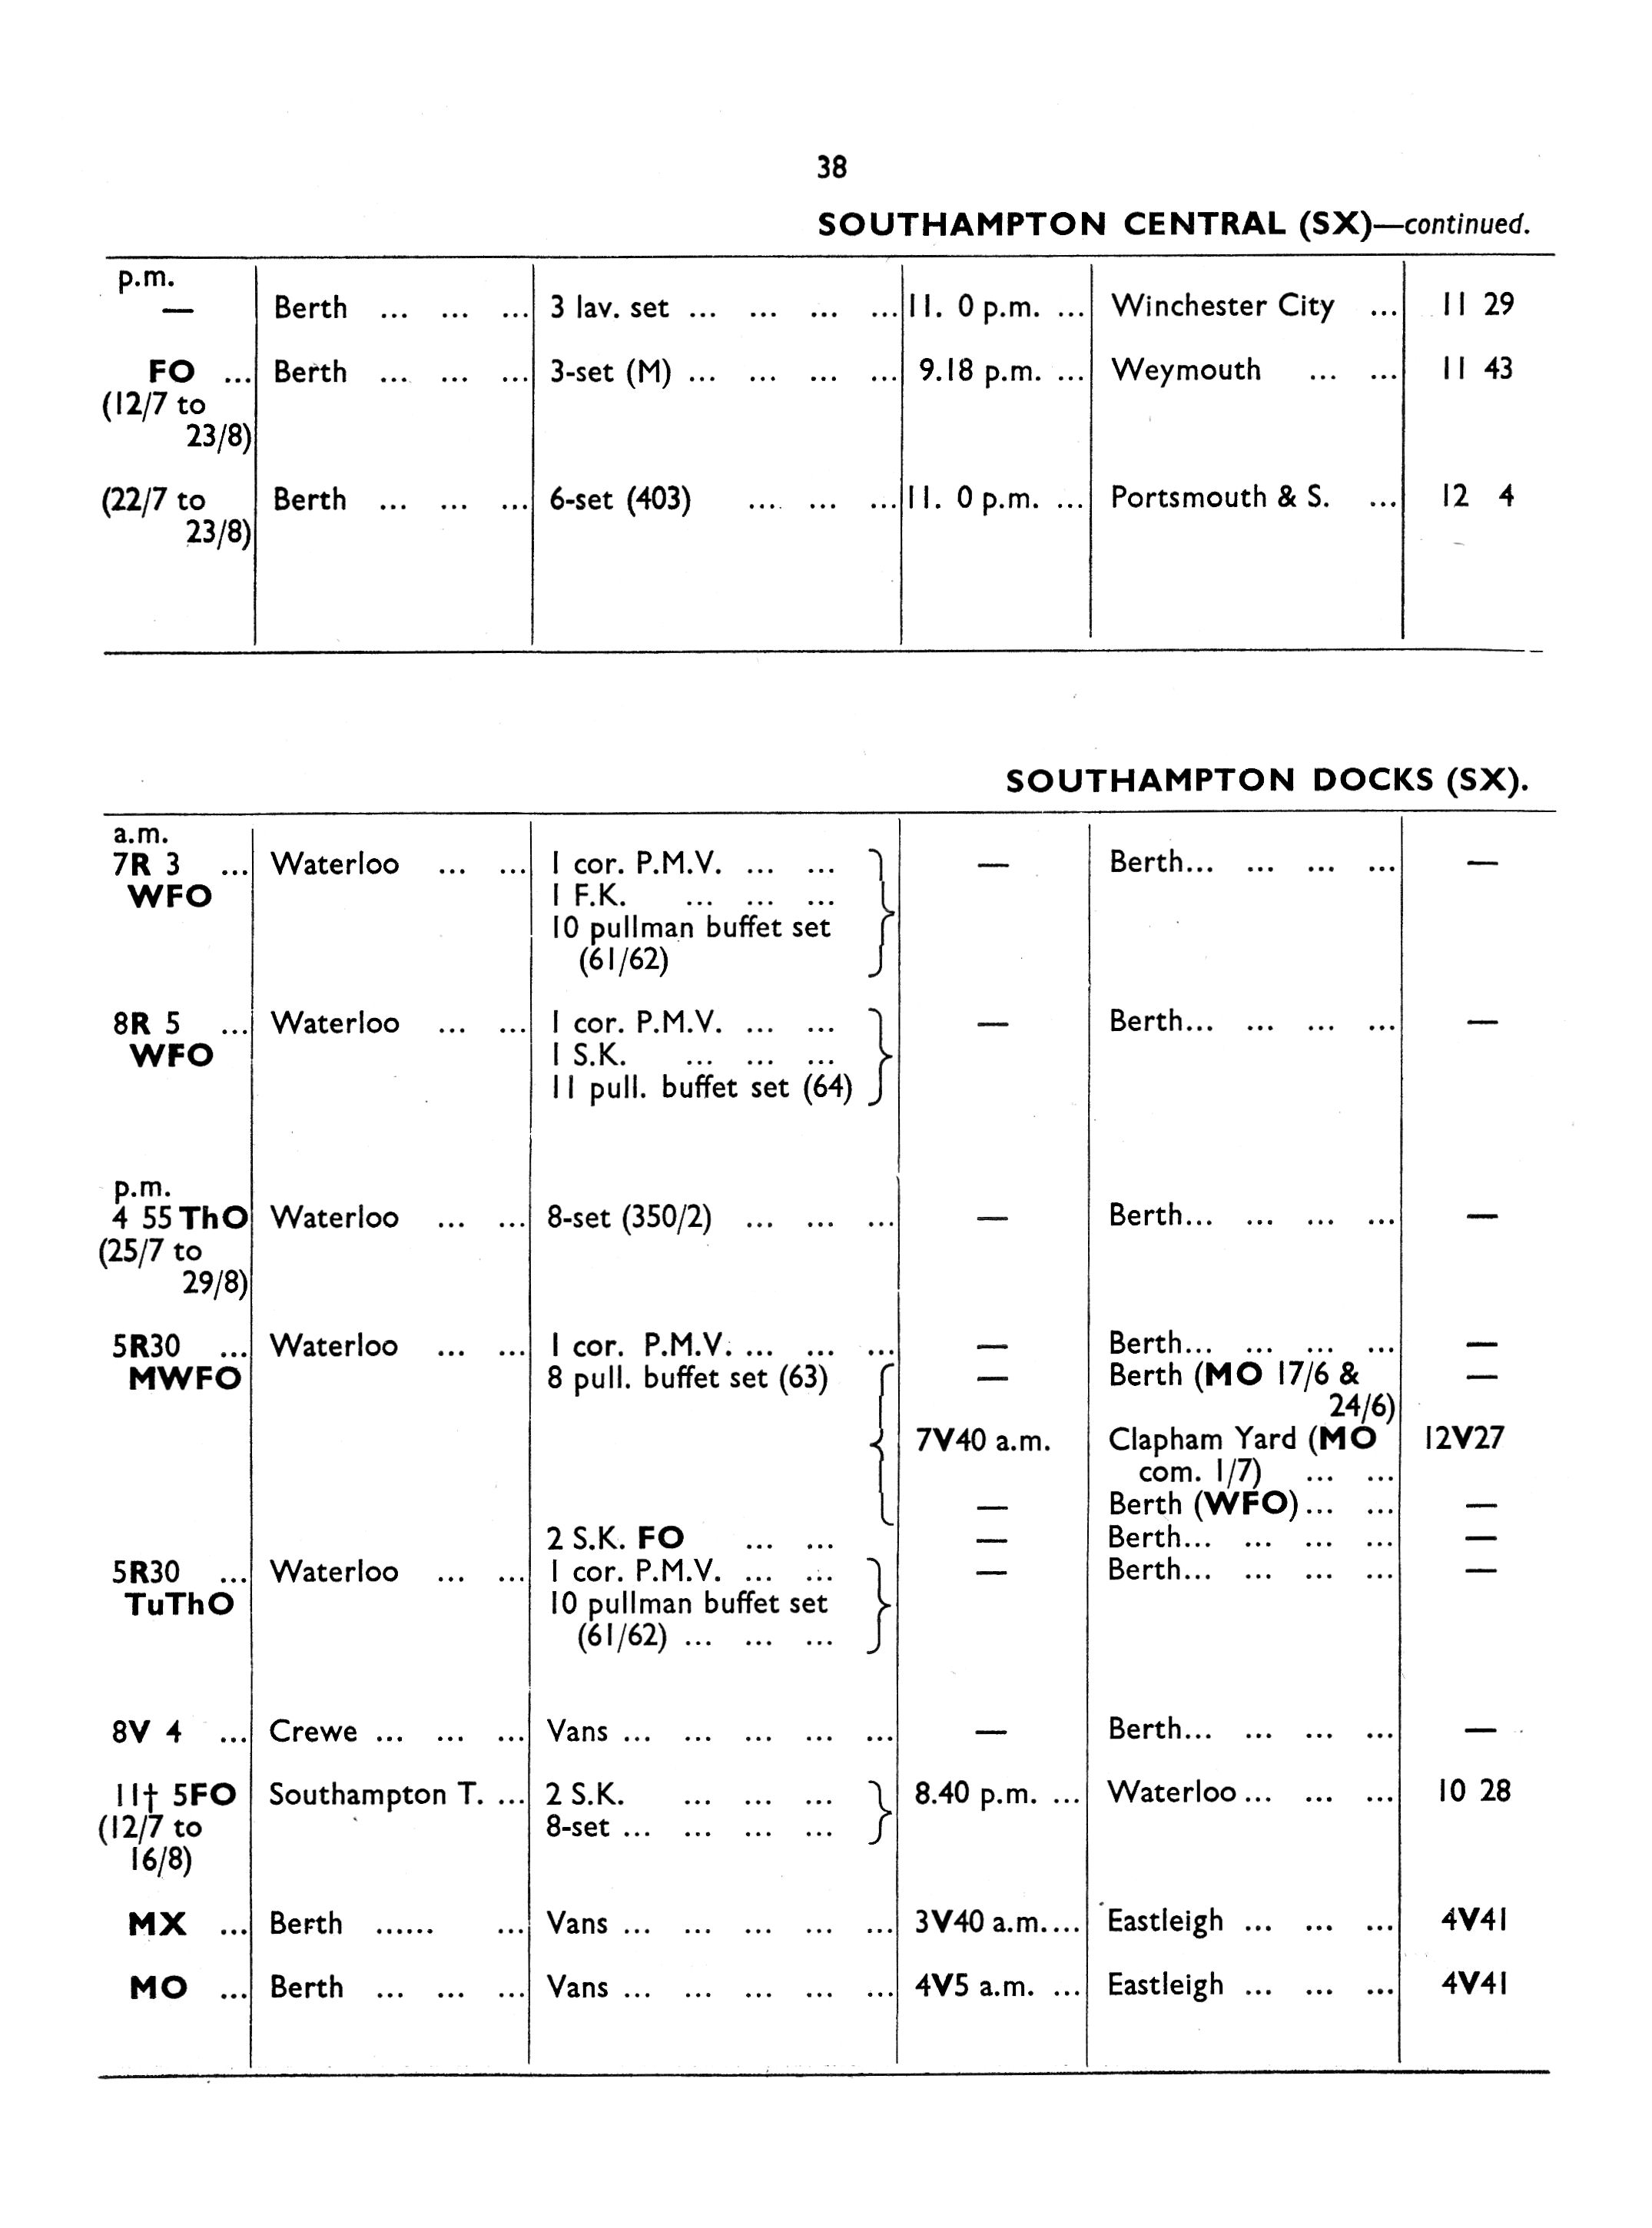 38
SOUTHAMPTON CENTRAL (SX)—continued.
p.m.
— Berth ... ... ... 3 lav. set ... ... ... ... 11. 0 p.m. ... Winchester City ... 11 29
FO ... Berth ... ... ... 3-set (M) ... ... ... ... 9.18 p.m. ... Weymouth ... ... 11 43
(12/7 to
23/8)
(22/7 to Berth ... ... ... 6-set (403) ... ... ... 11. 0 p.m. ... Portsmouth & S. ... 12 4
23/8)
SOUTHAMPTON DOCKS (SX).
a.m.
7R 3 ... Waterloo ... ... 1 cor. P.M.V. ... ... — Berth... ... ... ... —
WFO 1 F.K. ... ... ...
10 pullman buffet set
(61/62)
8R 5 ... Waterloo ... ... 1 cor. P.M.V. ... ... — Berth... ... ... ... —
WFO 1 S.K. ... ... ...
11 pull. buffet set (64)
p.m.
4 55 ThO Waterloo ... ... 8-set (350/2) ... ... ... — Berth... ... ... ... —
(25/7 to
29/8)
5R30 ... Waterloo ... ... 1 cor. P.M.V. ... ... ... — Berth... ... ... ... —
MWFO 8 pull. buffet set (63) — Berth (MO 17/6 & —
24/6)
7V40 a.m. Clapham Yard (MO 12V27
com. 1/7) ... ...
— Berth (WFO)... ... —
2 S.K. FO ... ... — Berth... ... ... ... —
5R30 ... Waterloo ... ... 1 cor. P.M.V. ... ... — Berth... ... ... ... —
TuThO 10 pullman buffet set
(61/62) ... ... ...
8V 4 ... Crewe ... ... ... Vans ... ... ... ... ... — Berth... ... ... ... —
11† 5FO Southampton T. ... 2 S.K. ... ... ... 8.40 p.m. ... Waterloo ... ... ... 10 28
(12/7 to 8-set ... ... ... ...
16/8)
MX ... Berth ...... ... Vans ... ... ... ... ... 3V40 a.m.... Eastleigh ... ... ... 4V41
MO ... Berth ... ... ... Vans ... ... ... ... ... 4V5 a.m. ... Eastleigh ... ... ... 4V41